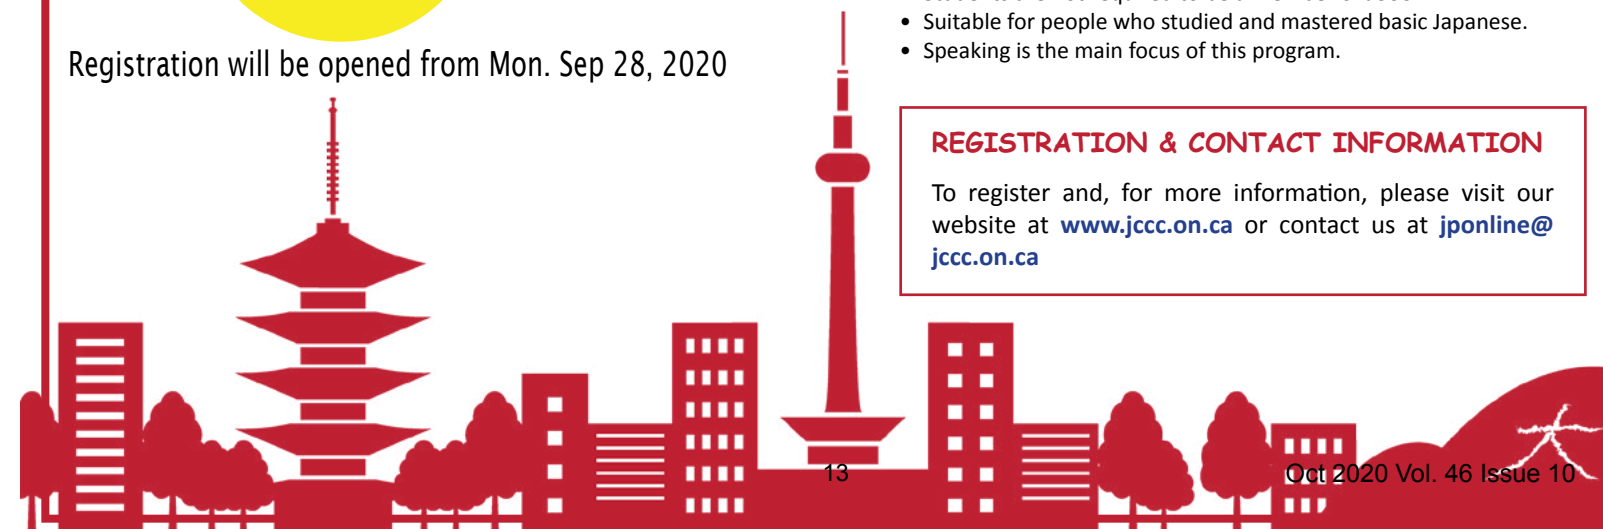 Registration will be opened from Mon. Sep 28, 2020
• Suitable for people who studied and mastered basic Japanese.
• Speaking is the main focus of this program.
REGISTRATION & CONTACT INFORMATION
To register and, for more information, please visit our
website at www.jccc.on.ca or contact us at jponline@
jccc.on.ca
大
13
Oct 2020 Vol. 46 Issue 10